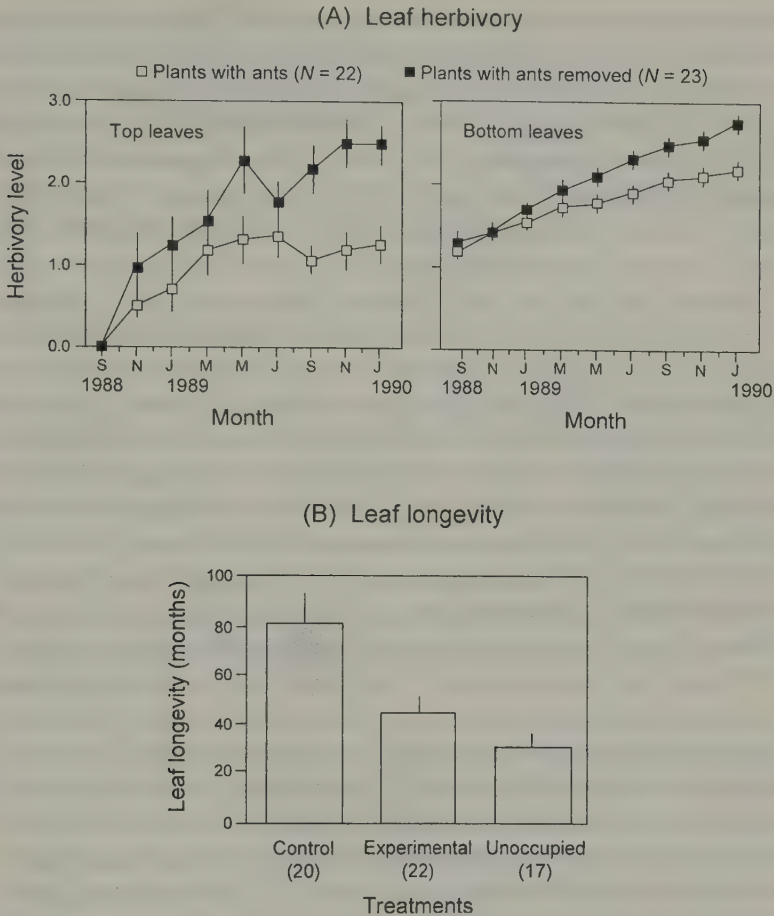 (A) Leaf herbivory
□ Plants with ants (N = 22) ■ Plants with ants removed (N = 23)
Herbivory level
3.0
2.0
1.0
0.0
Top leaves
S N J M M J S N J
1988 1989 1990
Month
Bottom leaves
S N J M M J S N J
1988 1989 1990
Month
(B) Leaf longevity
Leaf longevity (months)
100
80
60
40
20
0
Control Experimental Unoccupied
(20) (22) (17)
Treatments